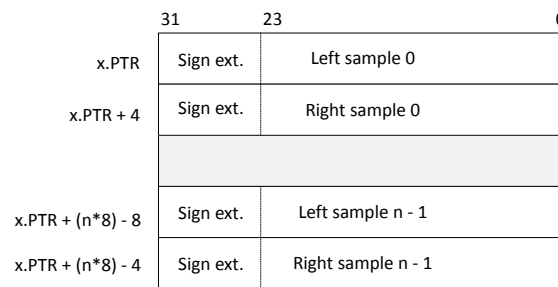 31 23
x.PTR Sign ext. Left sample 0
x.PTR + 4 Sign ext. Right sample 0
x.PTR + (n*8) - 8 Sign ext. Left sample n - 1
x.PTR + (n*8) - 4 Sign ext. Right sample n - 1